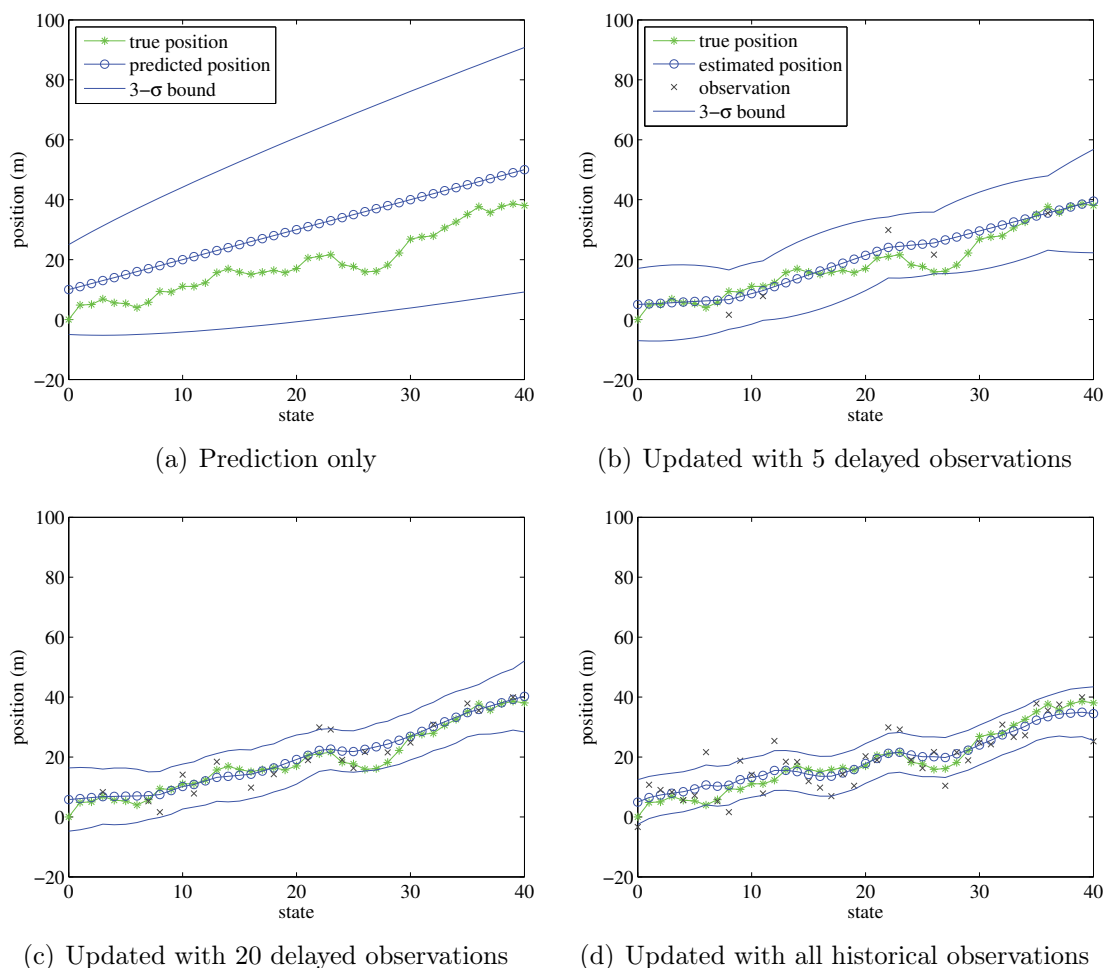 100
80
60
40
20
0
−20
position (m)
true position
predicted position
3−σ bound
0
10
20
30
40
state
(a) Prediction only
100
80
60
40
20
0
−20
position (m)
true position
estimated position
observation
3−σ bound
0
10
20
30
40
state
(b) Updated with 5 delayed observations
100
80
60
40
20
0
−20
position (m)
0
10
20
30
40
state
(c) Updated with 20 delayed observations
100
80
60
40
20
0
−20
position (m)
0
10
20
30
40
state
(d) Updated with all historical observations